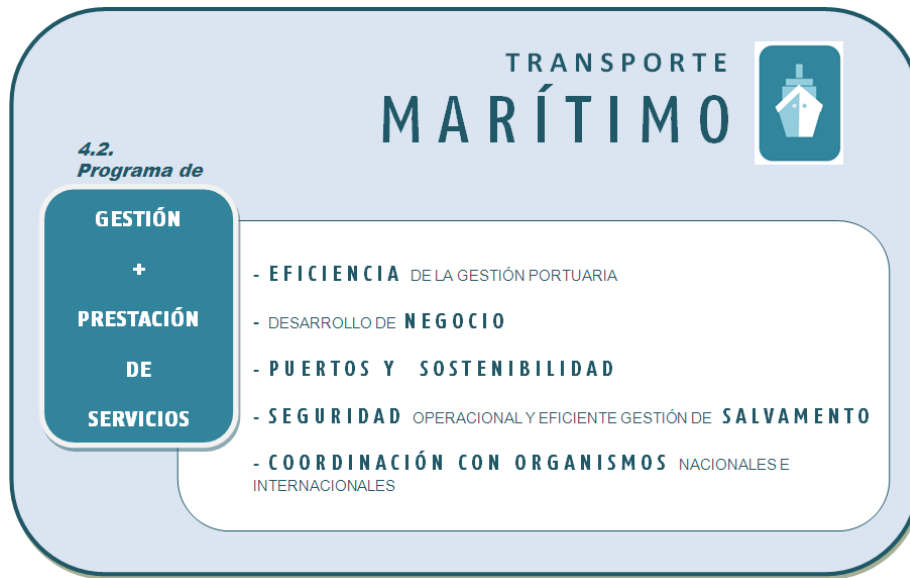 TRANSPORTE
MARÍTIMO
4.2.
Programa de
GESTIÓN
+
PRESTACIÓN
DE
SERVICIOS
- EFICIENCIA DE LA GESTIÓN PORTUARIA
- DESARROLLO DE NEGOCIO
- PUERTOS Y SOSTENIBILIDAD
- SEGURIDAD OPERACIONAL Y EFICIENTE GESTIÓN DE SALVAMENTO
- COORDINACIÓN CON ORGANISMOS NACIONALES E
INTERNACIONALES